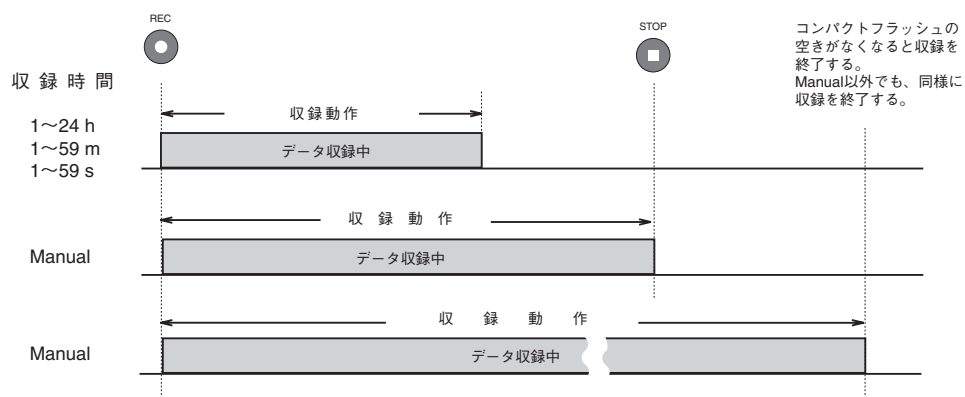 REC
STOP
コンパクトフラッシュの
空きがなくなると収録を
終了する。
Manual以外でも、同様に
収録を終了する。
収 録 時 間
1〜24 h
1〜59 m
1〜59 s
収録動作
データ収録中
収 録 動 作
Manual
データ収録中
収 録 動 作
Manual
データ収録中